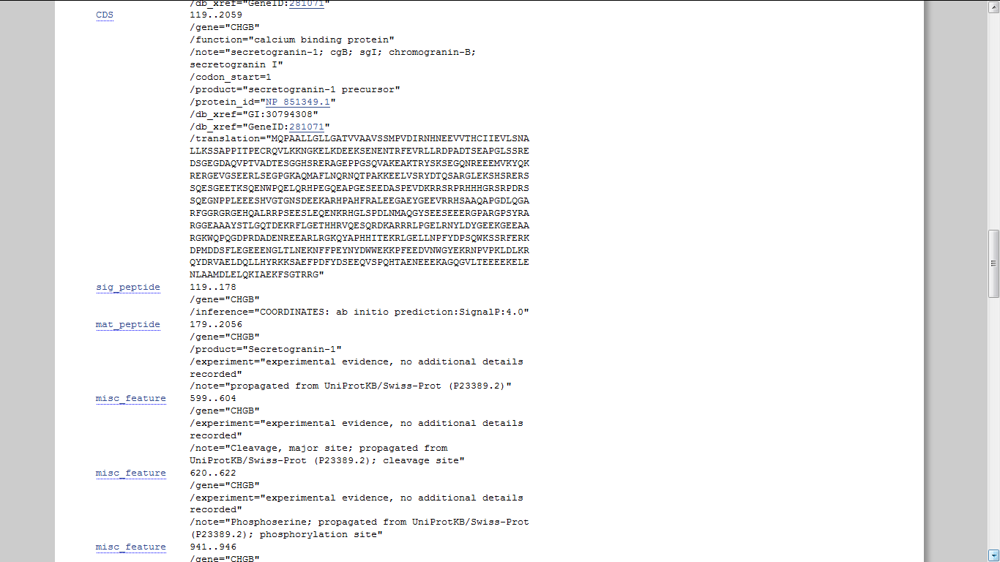 /db_xref="GeneID:281071"
CDS 119..2059
/gene="CHGB"
/function="calcium binding protein"
/note="secretogranin-1; cgB; sgI; chromogranin-B;
secretogranin I"
/codon_start=1
/product="secretogranin-1 precursor"
/protein_id="NP_851349.1"
/db_xref="GI:30794308"
/db_xref="GeneID:281071"
/translation="MQPAALLGLLGATVVAAVSSMPVDIRNHNEEVVTHCIIEVLSNA
LLKSSAPPITPECRQVLKKNGKELKDEEKSENENTRFEVRLLRDPADTSEAPGLSSRE
DSGEGDAQVPTVADTESGGHSRERAGEPPGSQVAKEAKTRYSKSEGQNREEEMVKYQK
RERGEVGSEERLSEGPGKAQMAFLNQRNQTPAKKEELVSRYDTQSARGLEKSHSRERS
SQESGEETKSQENWPQELQRHPEGQEAPGESEEDASPEVDKRRSRPRHHHGRSRPDRS
SQEGNPPLEEESHVGTGNSDEEKARHPAHFRALEEGAEYGEEVRRHSAAQAPGDLQGA
RFGGRGRGEHQALRRPSEESLEQENKRHGLSPDLNMAQGYSEESEEERGPARGPSYRA
RGGEAAAYSTLGQTDEKRFLGETHHRVQESQRDKARRRLPGELRNYLDYGEEKGEEAA
RGKWQPQGDPRDADENREEARLRGKQYAPHHITEKRLGELLNPFYDPSQWKSSRFERK
DPMDDSFLEGEEENGLTLNEKNFFPEYNYDWWEKKPFEEDVNWGYEKRNPVPKLDLKR
QYDRVAELDQLLHYRKKSAEFPDFYDSEEQVSPQHTAENEEEKAGQGVLTEEEEKELE
NLAAMDLELQKIAEKFSGTRRG"
sig_peptide 119..178
/gene="CHGB"
/inference="COORDINATES: ab initio prediction:SignalP:4.0"
mat_peptide 179..2056
/gene="CHGB"
/product="Secretogranin-1"
/experiment="experimental evidence, no additional details
recorded"
/note="propagated from UniProtKB/Swiss-Prot (P23389.2)"
misc_feature 599..604
/gene="CHGB"
/experiment="experimental evidence, no additional details
recorded"
/note="Cleavage, major site; propagated from
UniProtKB/Swiss-Prot (P23389.2); cleavage site"
misc_feature 620..622
/gene="CHGB"
/experiment="experimental evidence, no additional details
recorded"
/note="Phosphoserine; propagated from UniProtKB/Swiss-Prot
(P23389.2); phosphorylation site"
misc_feature 941..946
/gene="CHGB"